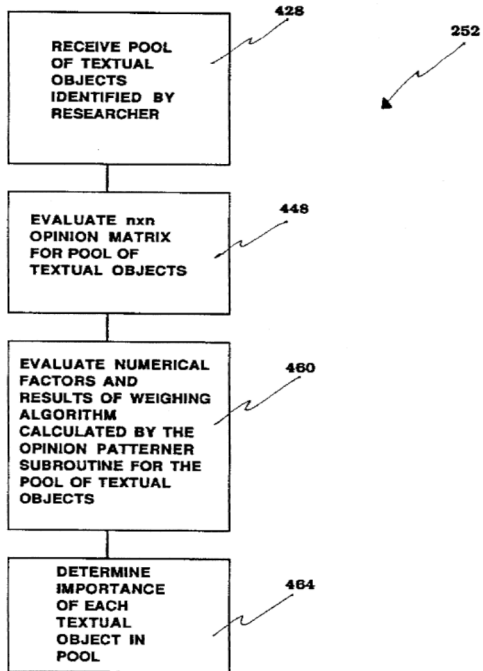 428
252
RECEIVE POOL
OF TEXTUAL
OBJECTS
IDENTIFIED BY
RESEARCHER
448
EVALUATE nxn
OPINION MATRIX
FOR POOL OF
TEXTUAL OBJECTS
460
EVALUATE NUMERICAL
FACTORS AND
RESULTS OF WEIGHING
ALGORITHM
CALCULATED BY THE
OPINION PATTERNER
SUBROUTINE FOR THE
POOL OF TEXTUAL
OBJECTS
464
DETERMINE
IMPORTANCE
OF EACH
TEXTUAL
OBJECT IN
POOL